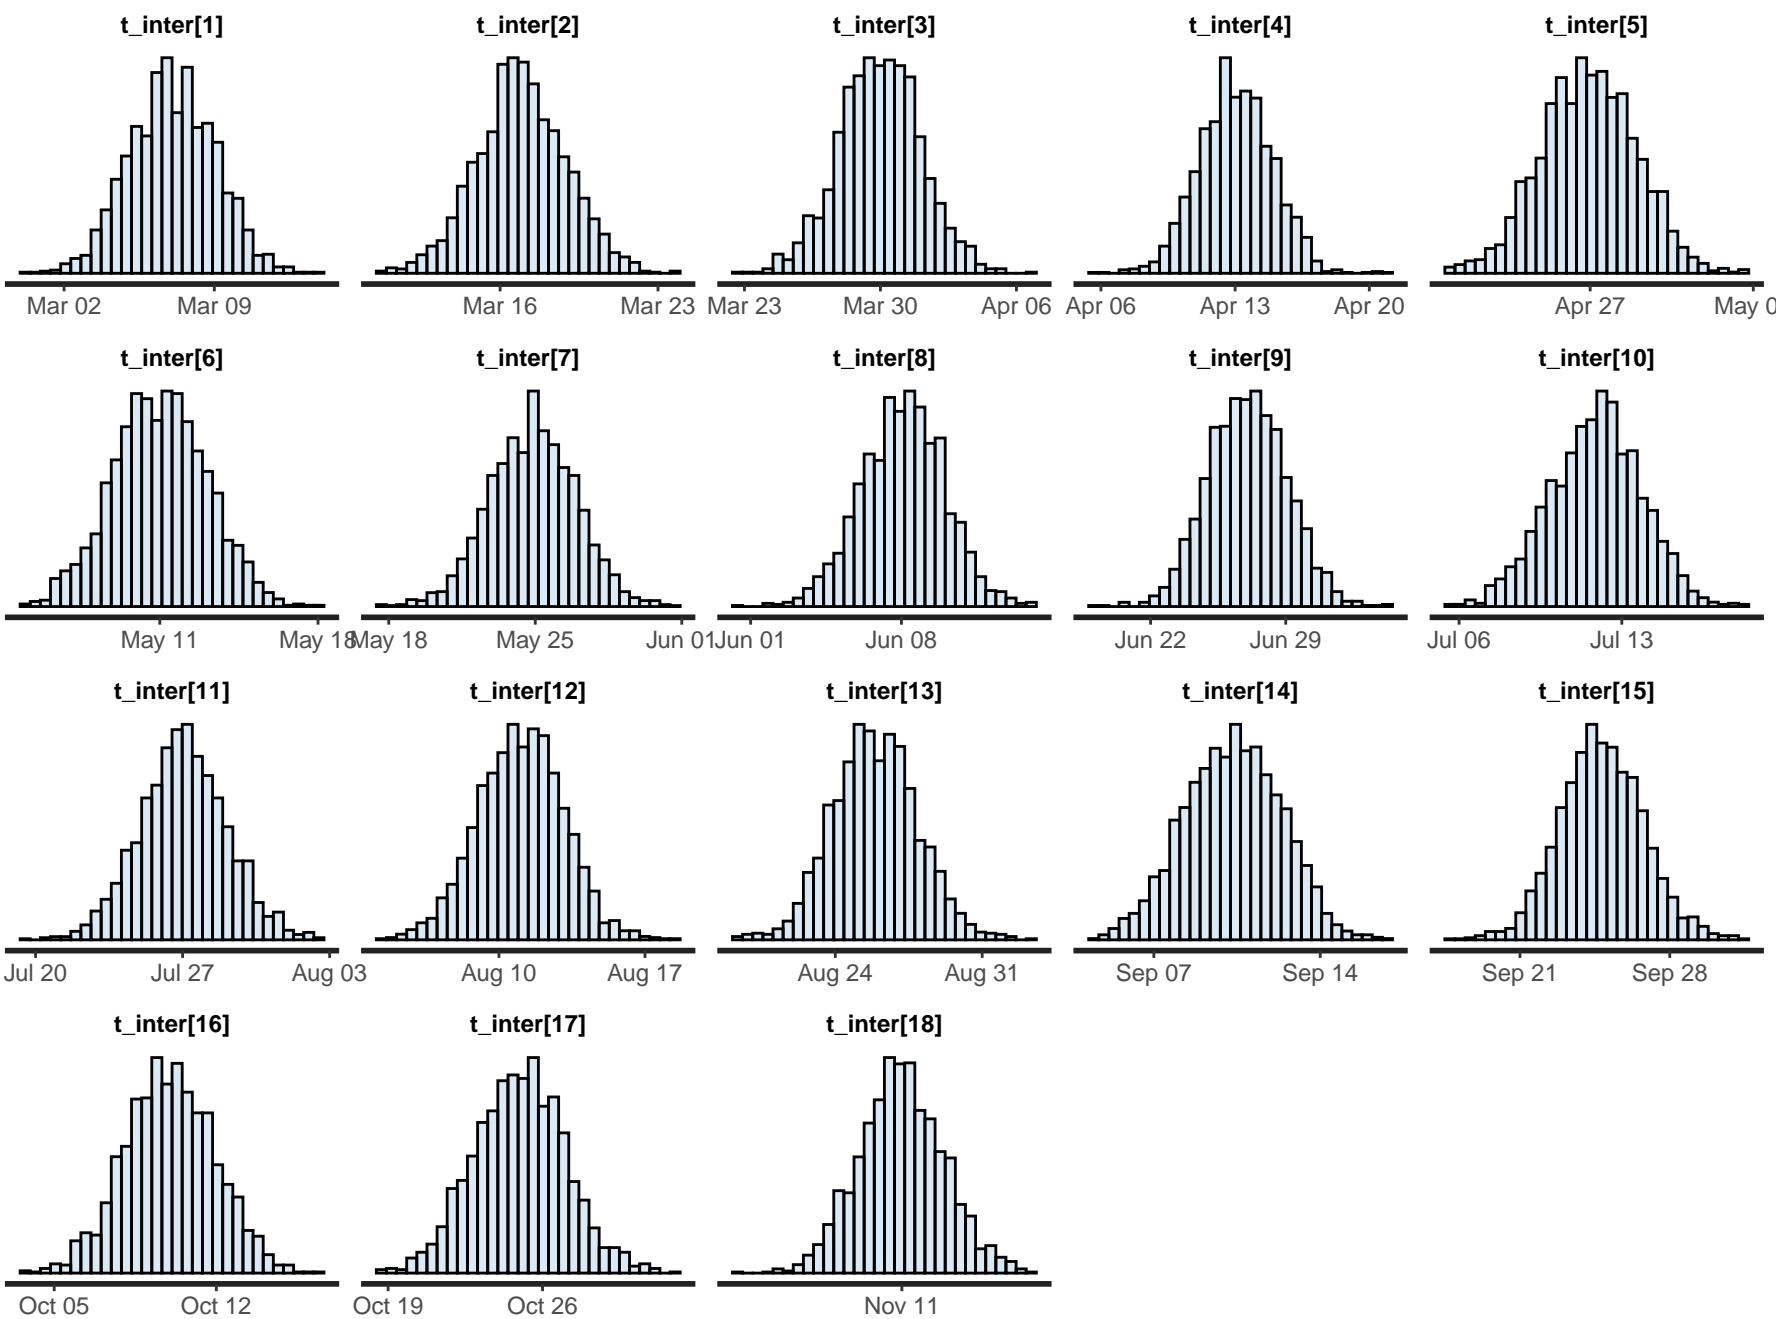 t_inter[1] t_inter[2] t_inter[3] t_inter[4] t_inter[5]
Mar 02 Mar 09 Mar 16 Mar 23 Mar 23 Mar 30 Apr 06 Apr 06 Apr 13 Apr 20 Apr 27 May 0
t_inter[6] t_inter[7] t_inter[8] t_inter[9] t_inter[10]
May 11 May 18 May 18 May 25 Jun 01 Jun 01 Jun 08 Jun 22 Jun 29 Jul 06 Jul 13
t_inter[11] t_inter[12] t_inter[13] t_inter[14] t_inter[15]
Jul 20 Jul 27 Aug 03 Aug 10 Aug 17 Aug 24 Aug 31 Sep 07 Sep 14 Sep 21 Sep 28
t_inter[16] t_inter[17] t_inter[18]
Oct 05 Oct 12 Oct 19 Oct 26 Nov 11